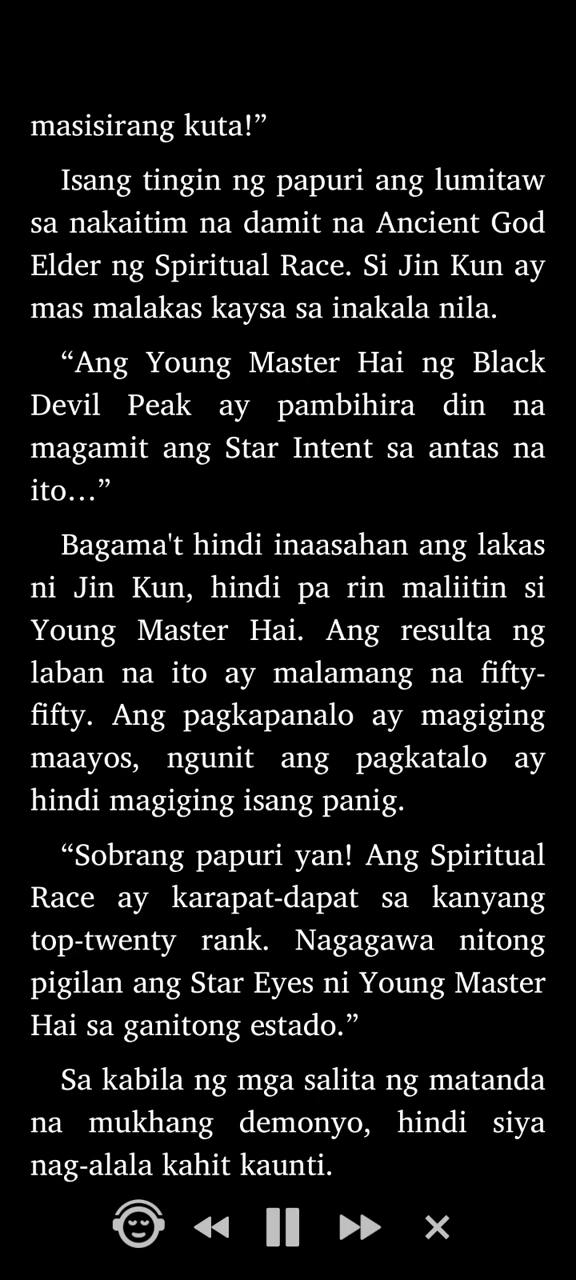 masisirang kuta!”
Isang tingin ng papuri ang lumitaw
sa nakaitim na damit na Ancient God
Elder ng Spiritual Race. Si Jin Kun ay
mas malakas kaysa sa inakala nila.
“Ang Young Master Hai ng Black
Devil Peak ay pambihira din na
magamit ang Star Intent sa antas na
ito…”
Bagama't hindi inaasahan ang lakas
ni Jin Kun, hindi pa rin maliitin si
Young Master Hai. Ang resulta ng
laban na ito ay malamang na fifty-
fifty. Ang pagkapanalo ay magiging
maayos, ngunit ang pagkatalo ay
hindi magiging isang panig.
“Sobrang papuri yan! Ang Spiritual
Race ay karapat-dapat sa kanyang
top-twenty rank. Nagagawa nitong
pigilan ang Star Eyes ni Young Master
Hai sa ganitong estado.”
Sa kabila ng mga salita ng matanda
na mukhang demonyo, hindi siya
nag-alala kahit kaunti.